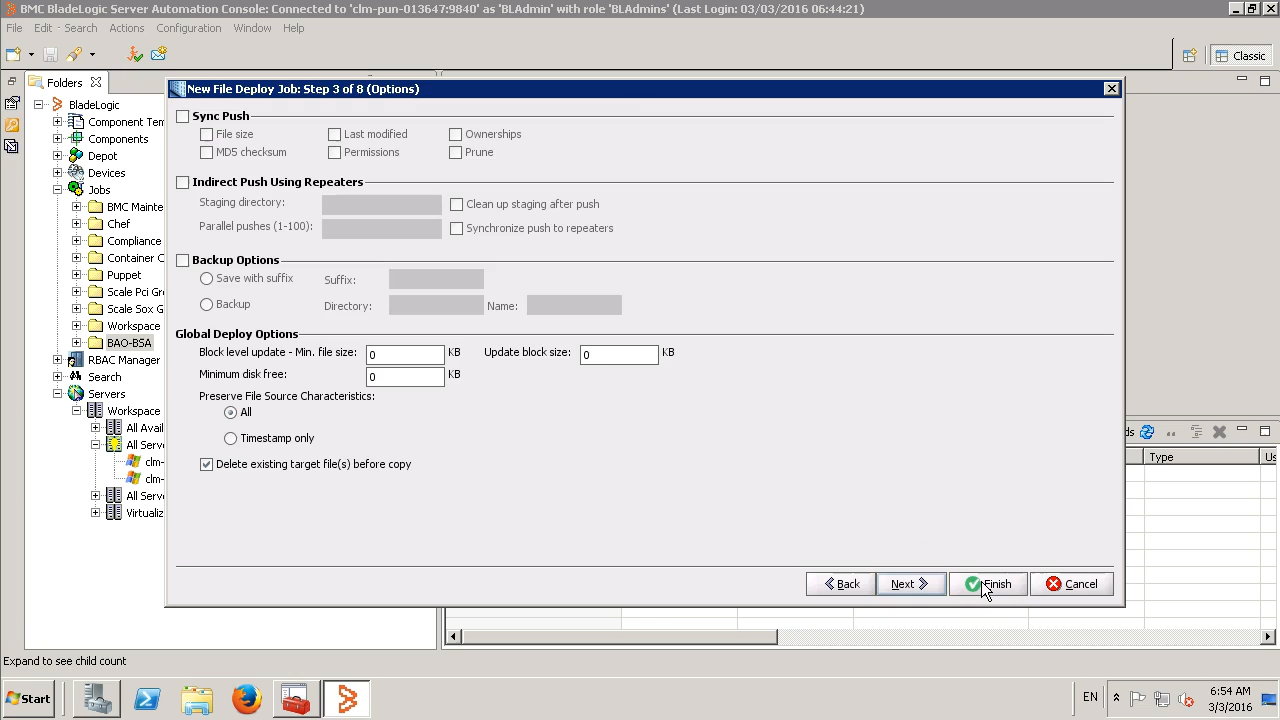 BMC BladeLogic Server Automation Console: Connected to 'clm-pun-013647:9840' as 'BLAdmin' with role 'BLAdmins' (Last Login: 03/03/2016 06:44:21)
File Edit Search Actions Configuration Window Help
Classic
Folders
New File Deploy Job: Step 3 of 8 (Options)
BladeLogic
Component Tem
Components
Depot
Devices
Jobs
BMC Mainte
Chef
Compliance
Container C
Puppet
Scale Pci Gr
Scale Sox G
Workspace
BAO-BSA
RBAC Manager
Search
Servers
Workspace
All Avai
All Serv
clm-
clm-
All Serv
Virtualiz
Sync Push
File size Last modified Ownerships
MD5 checksum Permissions Prune
Indirect Push Using Repeaters
Staging directory: Clean up staging after push
Parallel pushes (1-100): Synchronize push to repeaters
Backup Options
Save with suffix Suffix:
Backup Directory: Name:
Global Deploy Options
Block level update - Min. file size: 0 KB Update block size: 0 KB
Minimum disk free: 0 KB
Preserve File Source Characteristics:
All
Timestamp only
Delete existing target file(s) before copy
Back Next Finish Cancel
ds
Type Us
Expand to see child count
Start EN 6:54 AM
3/3/2016